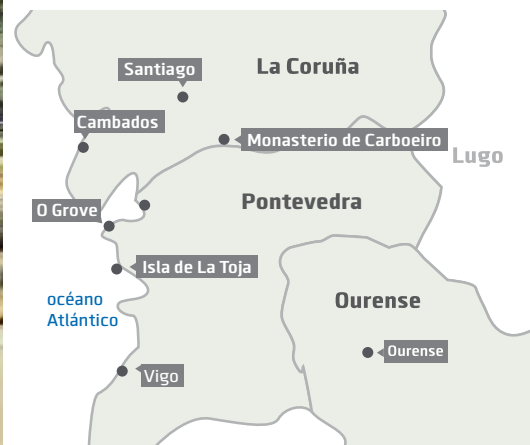 Santiago
La Coruña
Cambados
Monasterio de Carboeiro
Lugo
O Grove
Pontevedra
Isla de La Toja
océano
Atlántico
Ourense
Ourense
Vigo